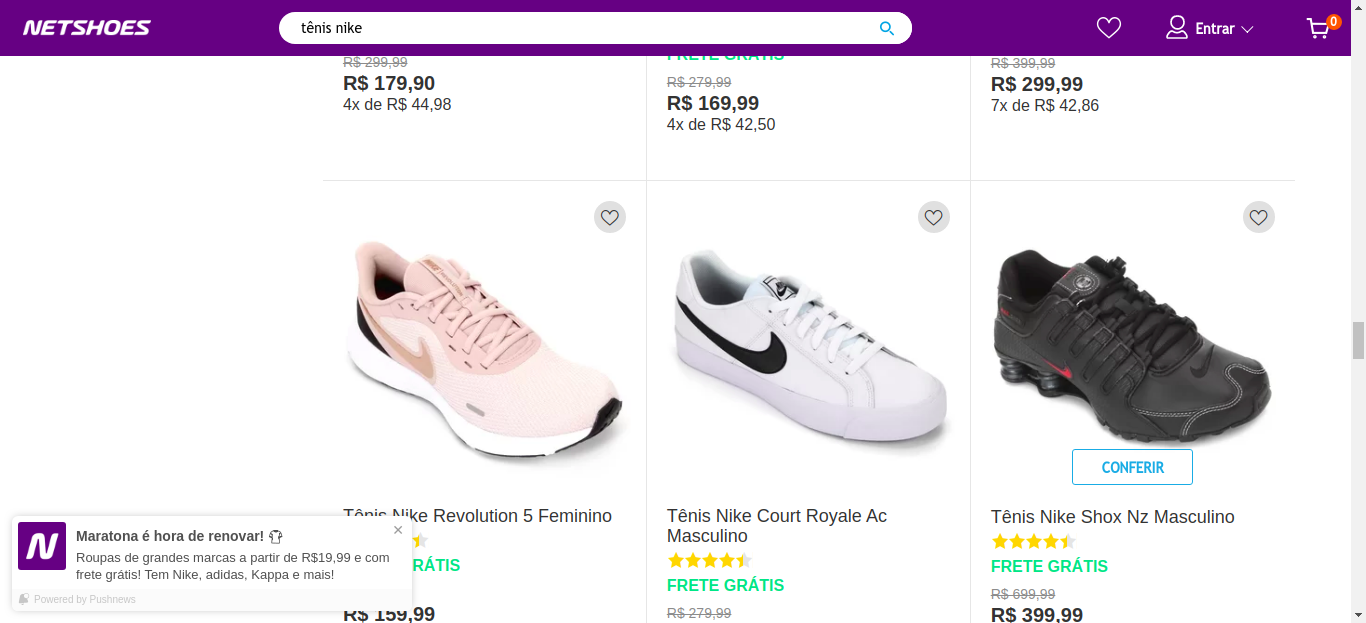 NETSHOES
tênis nike
Entrar
0
R$ 299,99
R$ 179,90
4x de R$ 44,98
FRETE GRÁTIS
R$ 279,99
R$ 169,99
4x de R$ 42,50
R$ 399,99
R$ 299,99
7x de R$ 42,86
CONFERIR
Tênis Nike Revolution 5 Feminino
RÁTIS
R$ 159,99
Tênis Nike Court Royale Ac
Masculino
FRETE GRÁTIS
R$ 279,99
Tênis Nike Shox Nz Masculino
FRETE GRÁTIS
R$ 699,99
R$ 399,99
N
Maratona é hora de renovar!
×
Roupas de grandes marcas a partir de R$19,99 e com
frete grátis! Tem Nike, adidas, Kappa e mais!
Powered by Pushnews